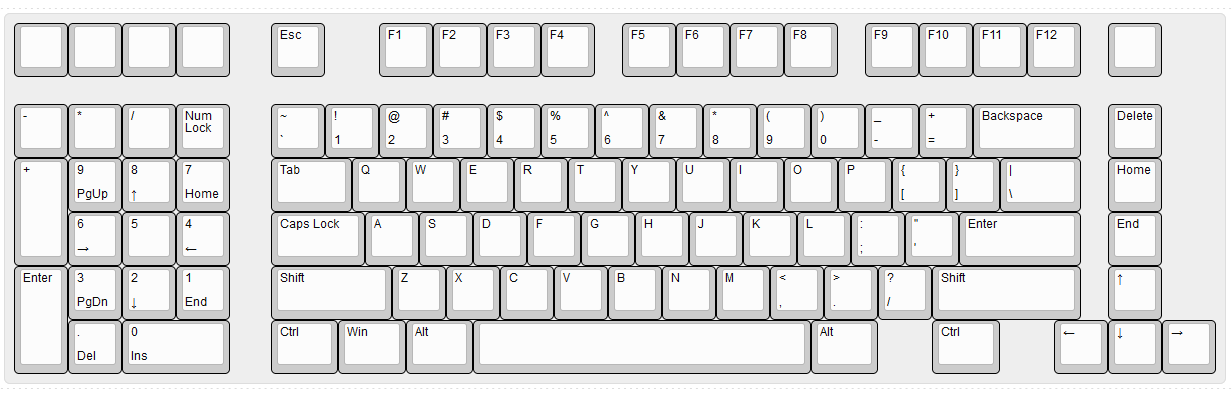 Esc F1 F2 F3 F4 F5 F6 F7 F8 F9 F10 F11 F12
- * / Num Lock ~ ` ! 1 @ 2 # 3 $ 4 % 5 ^ 6 & 7 * 8 ( 9 ) 0 _ - + = Backspace Delete
+ 9 PgUp 8 ↑ 7 Home Tab Q W E R T Y U I O P { [ } ] | \ Home
6 → 5 4 ← Caps Lock A S D F G H J K L : ; " ' Enter End
Enter 3 PgDn 2 ↓ 1 End Shift Z X C V B N M < , > . ? / Shift ↑
. Del 0 Ins Ctrl Win Alt Alt Ctrl ← ↓ →